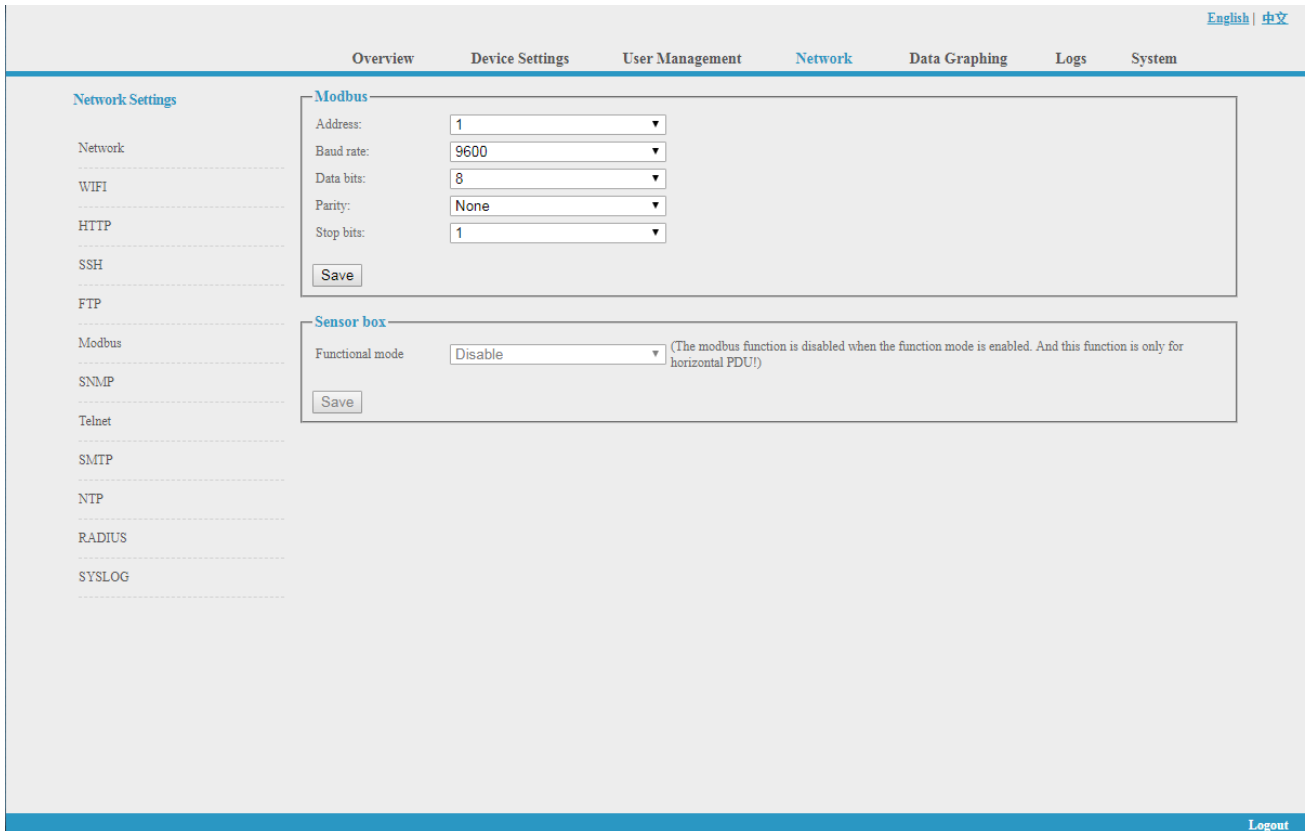 English | 中文
Overview Device Settings User Management Network Data Graphing Logs System
Network Settings
Network
WIFI
HTTP
SSH
FTP
Modbus
SNMP
Telnet
SMTP
NTP
RADIUS
SYSLOG
Modbus
Address: 1
Baud rate: 9600
Data bits: 8
Parity: None
Stop bits: 1
Save
Sensor box
Functional mode Disable (The modbus function is disabled when the function mode is enabled. And this function is only for
horizontal PDU!)
Save
Logout